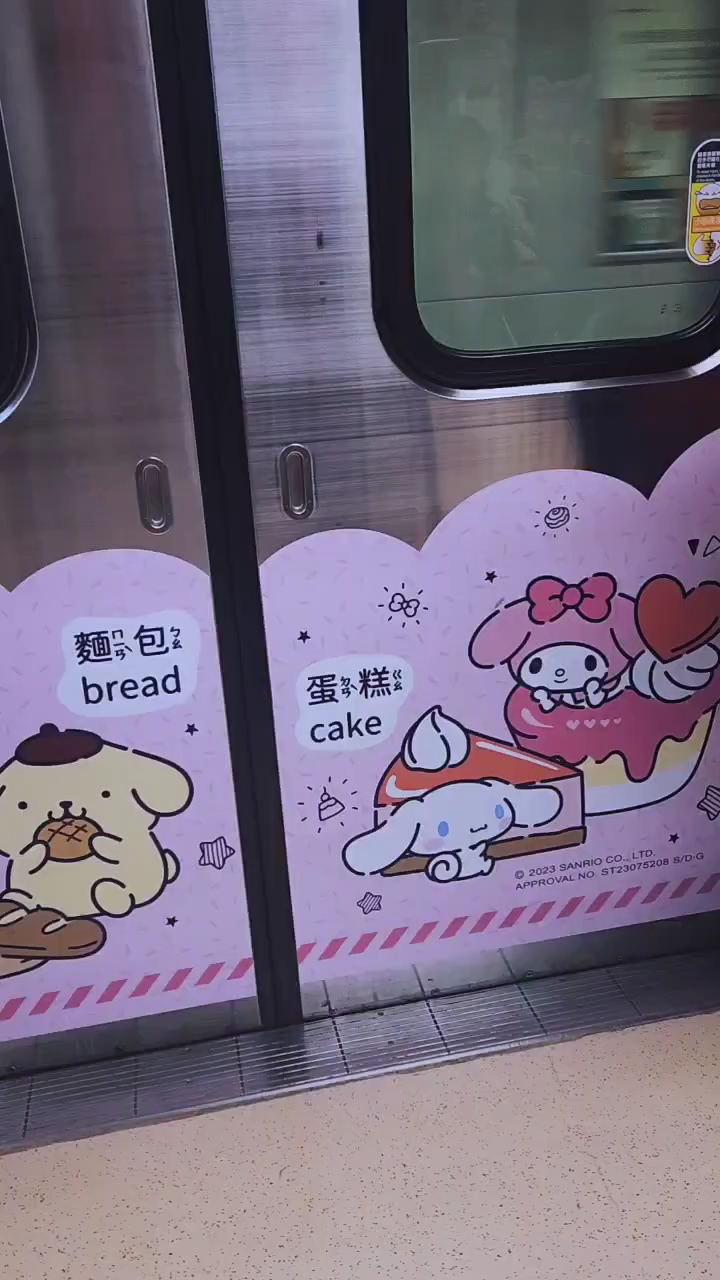 麵ㄇㄧㄢˋ包ㄅㄠ
bread
蛋ㄉㄢˋ糕ㄍㄠ
cake
© 2023 SANRIO CO., LTD.
APPROVAL NO. ST23075208 S/D·G